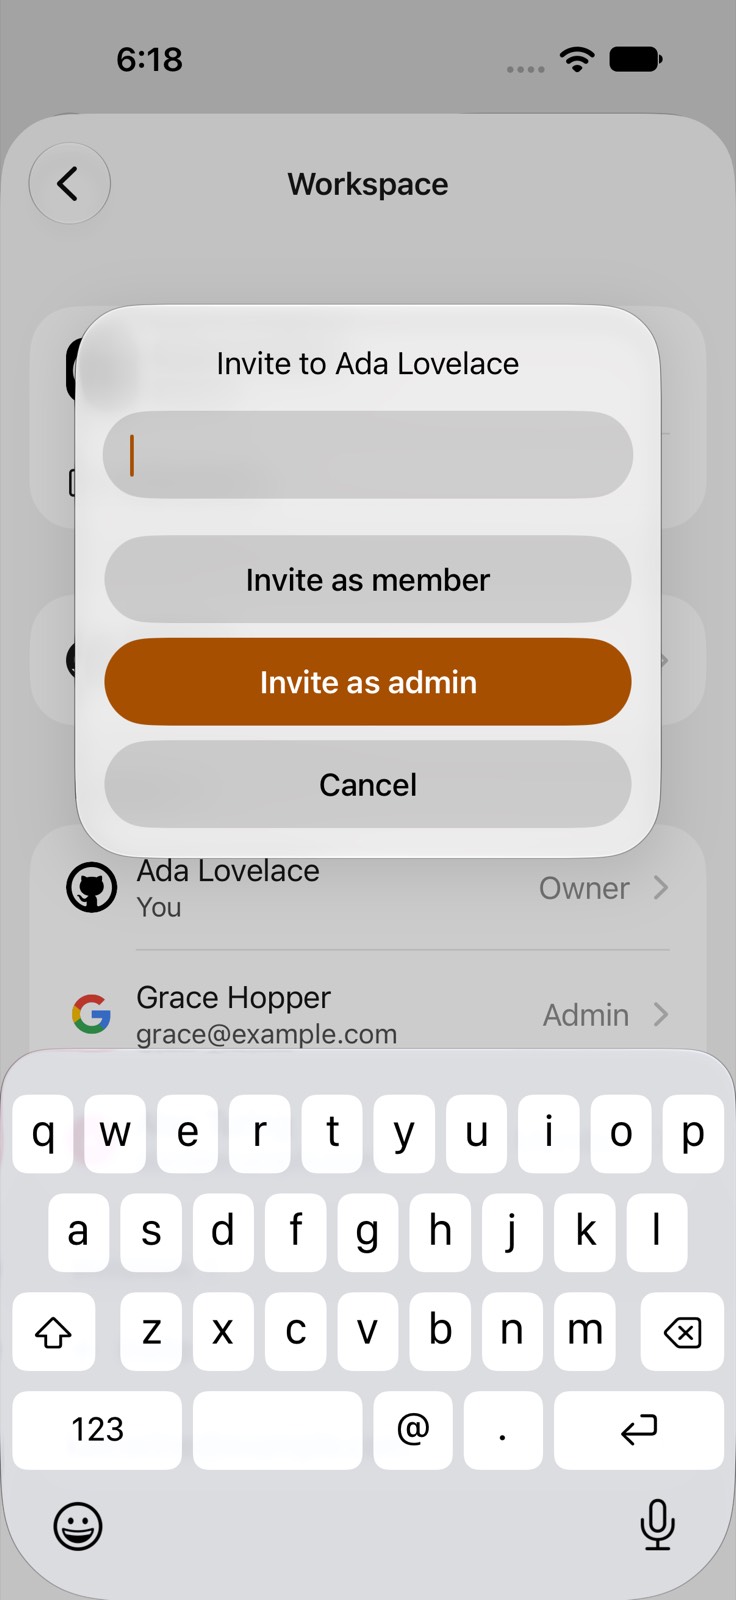 6:18
Workspace
Invite to Ada Lovelace
Invite as member
Invite as admin
Cancel
Ada Lovelace
You
Owner
Grace Hopper
grace@example.com
Admin
q w e r t y u i o p
a s d f g h j k l
z x c v b n m
123 @ .